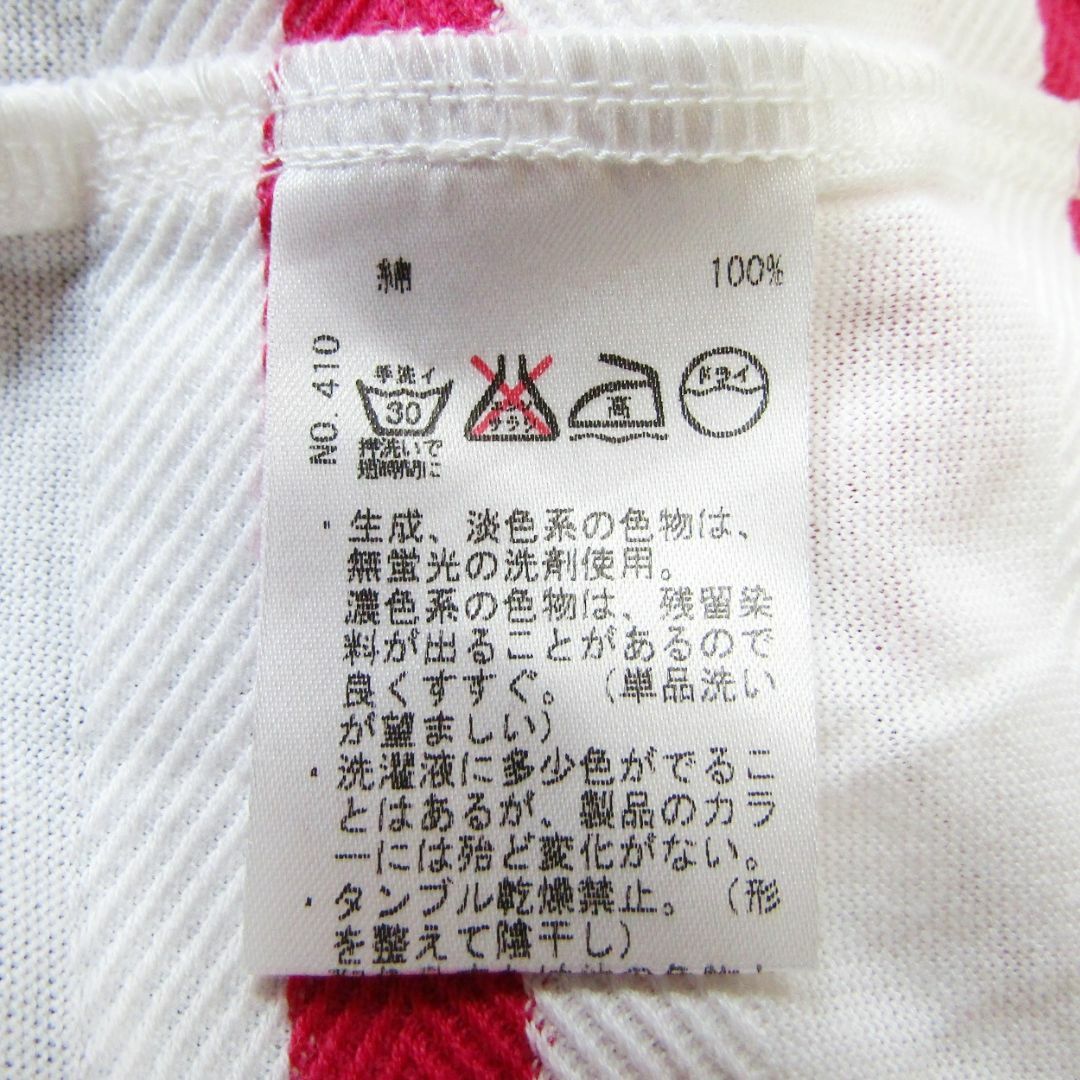 綿 100%
NO.410
手洗イ
30
押洗いで
短時間に
エンソ
サラシ
高
ドライ
・生成、淡色系の色物は、
無蛍光の洗剤使用。
濃色系の色物は、残留染
料が出ることがあるので
良くすすぐ。（単品洗い
が望ましい）
・洗濯液に多少色がでるこ
とはあるが、製品のカラ
ーには殆ど変化がない。
・タンブル乾燥禁止。（形
を整えて陰干し）